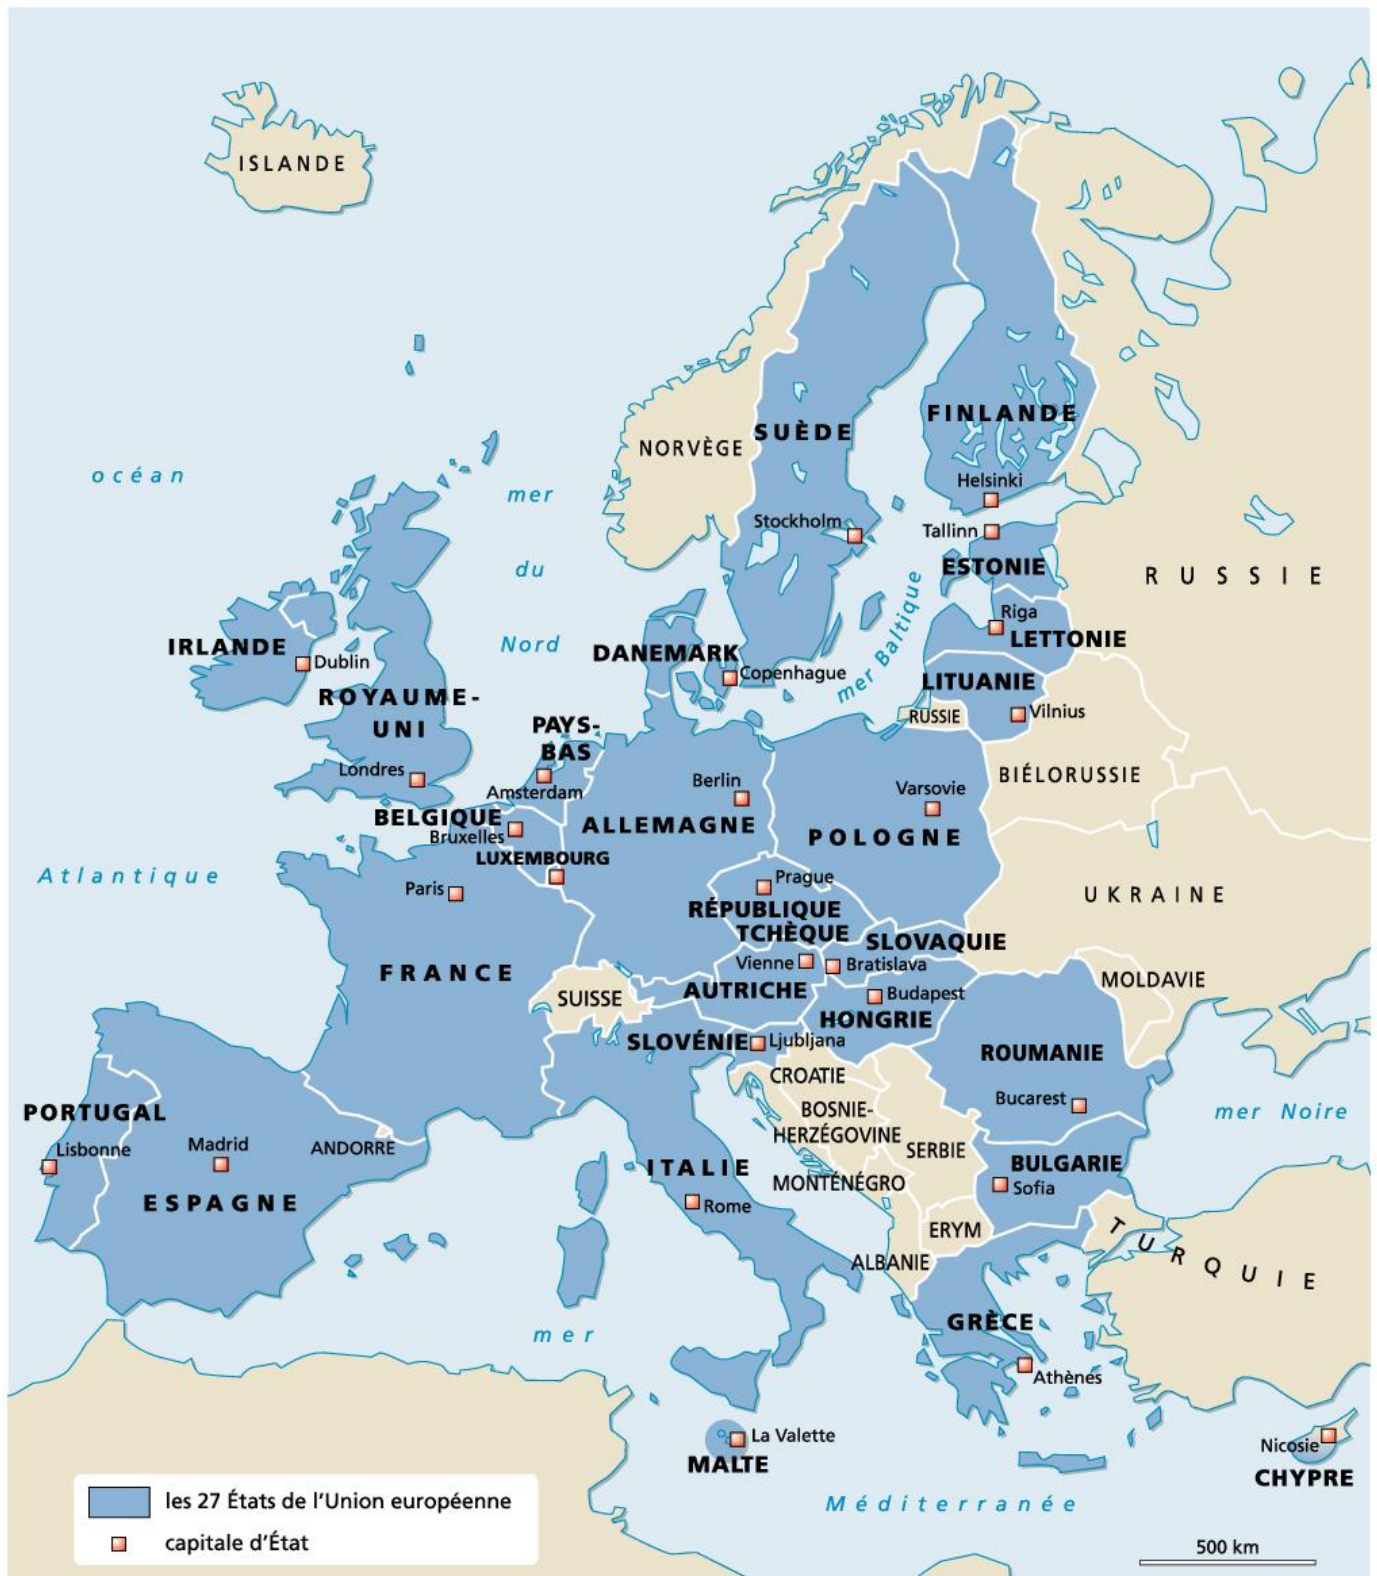 ISLANDE
NORVÈGE
SUÈDE
FINLANDE
Helsinki
océan
mer
du
Nord
Stockholm
Tallinn
ESTONIE
RUSSIE
mer Baltique
Riga
LETTONIE
IRLANDE
Dublin
DANEMARK
Copenhague
LITUANIE
Vilnius
RUSSIE
ROYAUME-
UNI
Londres
PAYS-
BAS
Amsterdam
Berlin
ALLEMAGNE
Varsovie
POLOGNE
BIÉLORUSSIE
BELGIQUE
Bruxelles
LUXEMBOURG
Atlantique
Paris
FRANCE
Prague
RÉPUBLIQUE
TCHÈQUE
SLOVAQUIE
UKRAINE
Vienne
Bratislava
AUTRICHE
Budapest
HONGRIE
MOLDAVIE
SUISSE
SLOVÉNIE
Ljubljana
ROUMANIE
Bucarest
CROATIE
BOSNIE-
HERZÉGOVINE
SERBIE
mer Noire
PORTUGAL
Lisbonne
Madrid
ESPAGNE
ANDORRE
ITALIE
Rome
MONTÉNÉGRO
BULGARIE
Sofia
ERYM
ALBANIE
TURQUIE
GRÈCE
Athènes
mer
La Valette
MALTE
Nicosie
CHYPRE
Méditerranée
les 27 États de l'Union européenne
capitale d'État
500 km